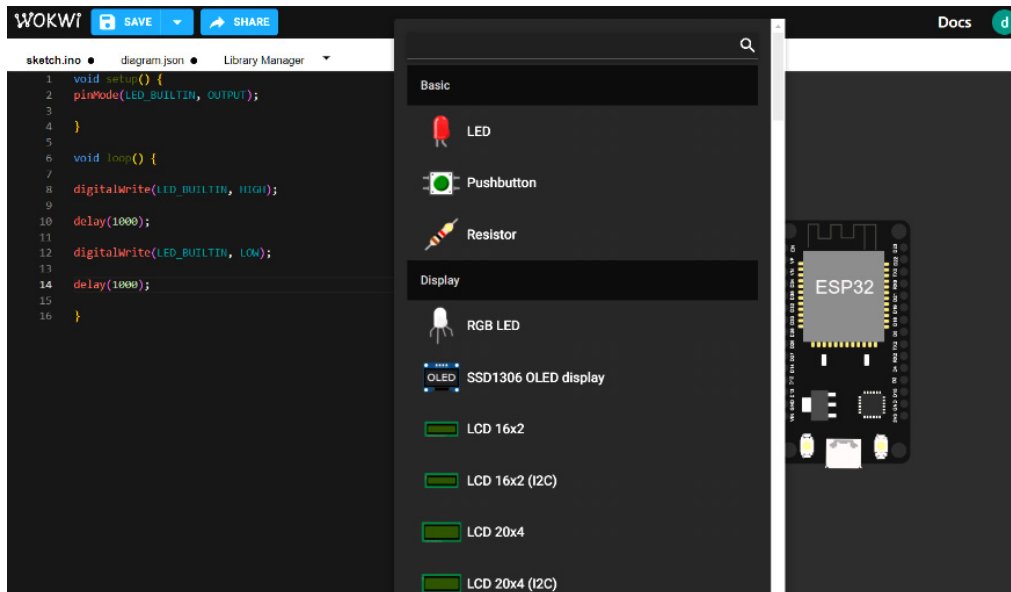 WOKWI SAVE SHARE Docs d
sketch.ino ● diagram.json ● Library Manager
1 void setup() {
2 pinMode(LED_BUILTIN, OUTPUT);
3
4 }
5
6 void loop() {
7
8 digitalWrite(LED_BUILTIN, HIGH);
9
10 delay(1000);
11
12 digitalWrite(LED_BUILTIN, LOW);
13
14 delay(1000);
15
16 }
Basic
LED
Pushbutton
Resistor
Display
RGB LED
OLED SSD1306 OLED display
LCD 16x2
LCD 16x2 (I2C)
LCD 20x4
LCD 20x4 (I2C)
ESP32